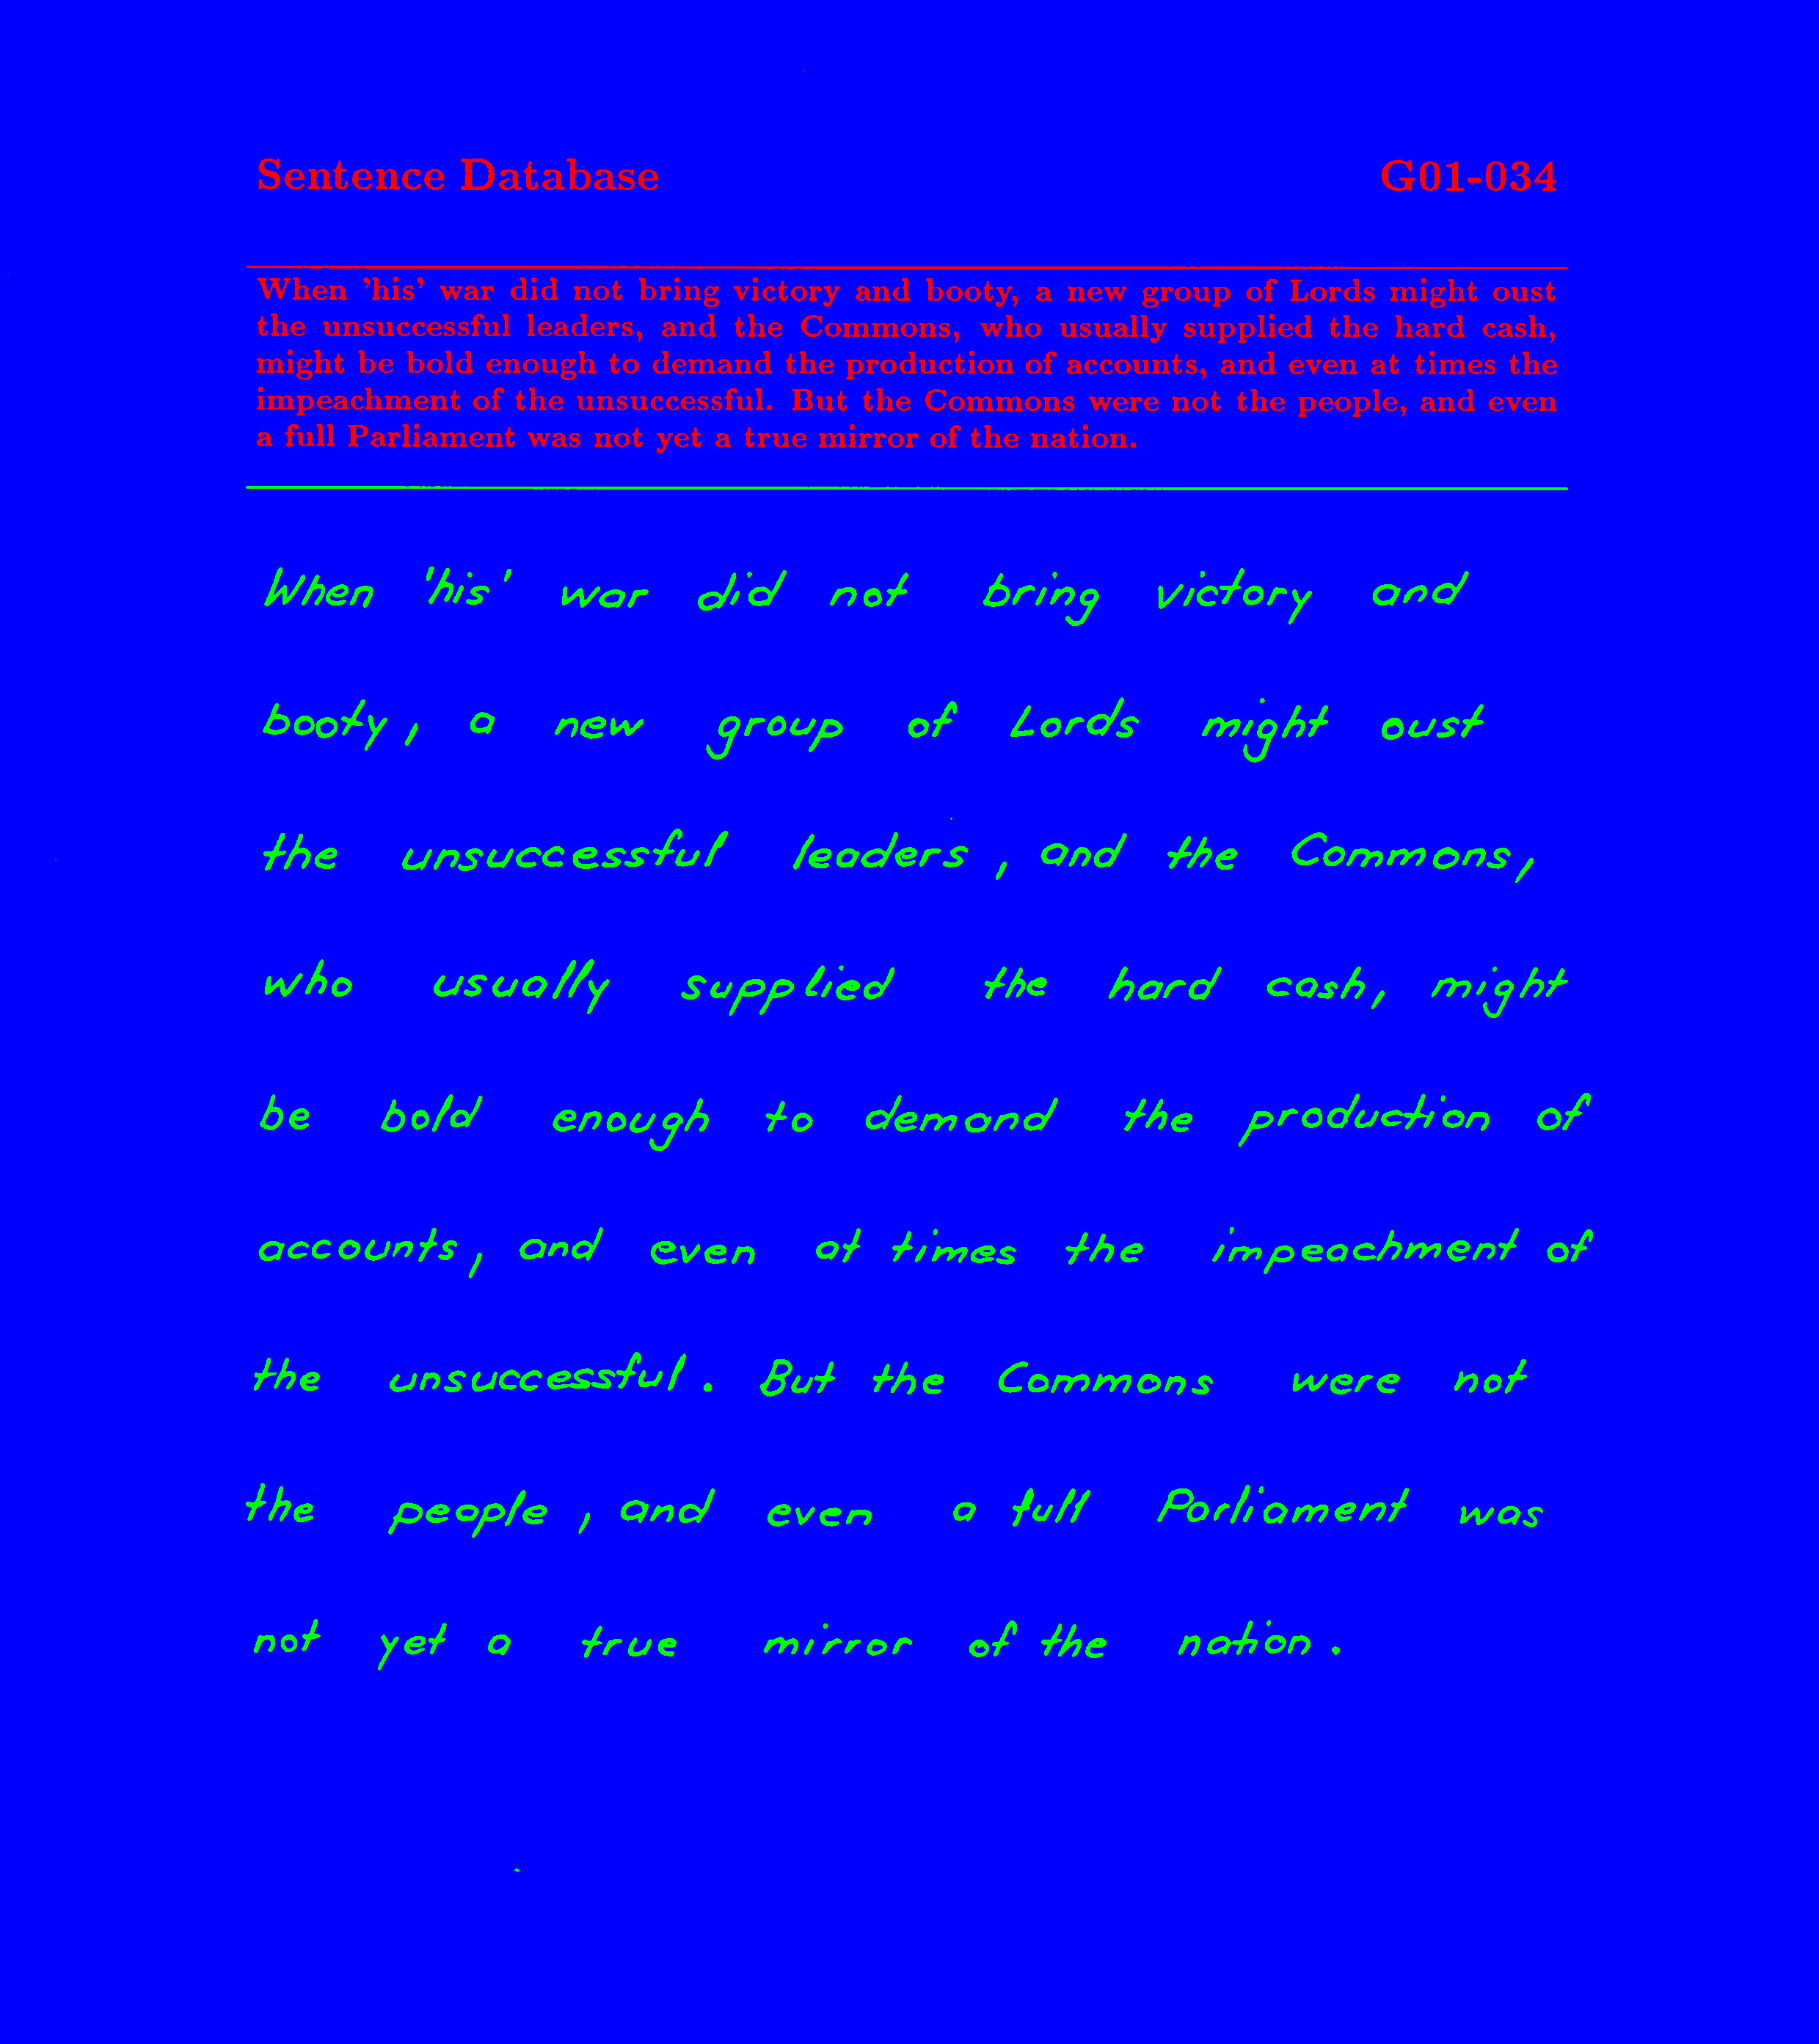 Sentence Database G01-034
When 'his' war did not bring victory and booty, a new group of Lords might oust
the unsuccessful leaders, and the Commons, who usually supplied the hard cash,
might be bold enough to demand the production of accounts, and even at times the
impeachment of the unsuccessful. But the Commons were not the people, and even
a full Parliament was not yet a true mirror of the nation.
When 'his' war did not bring victory and
booty, a new group of Lords might oust
the unsuccessful leaders, and the Commons,
who usually supplied the hard cash, might
be bold enough to demand the production of
accounts, and even at times the impeachment of
the unsuccessful. But the Commons were not
the people, and even a full Parliament was
not yet a true mirror of the nation.